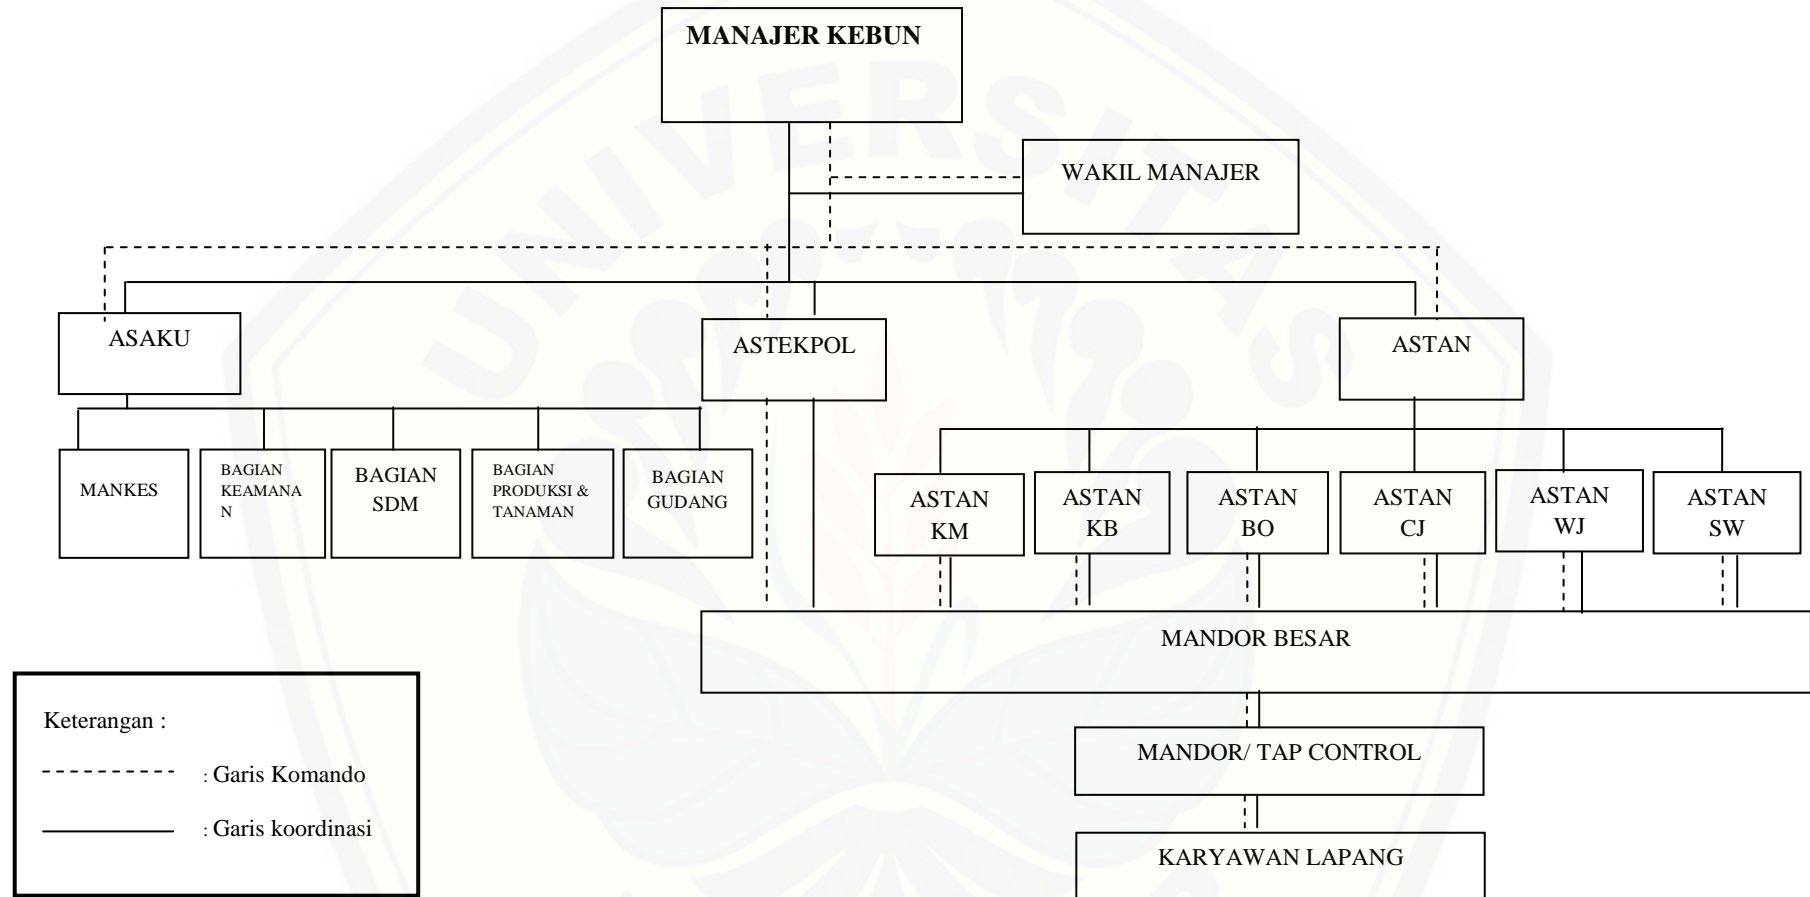 MANAJER KEBUN
WAKIL MANAJER
UNIVERSITAS
ASAKU
ASTEKPOL
ASTAN
MANKES
BAGIAN
KEAMANA
N
BAGIAN
SDM
BAGIAN
PRODUKSI &
TANAMAN
BAGIAN
GUDANG
ASTAN
KM
ASTAN
KB
ASTAN
BO
ASTAN
CJ
ASTAN
WJ
ASTAN
SW
MANDOR BESAR
MANDOR/ TAP CONTROL
KARYAWAN LAPANG
Keterangan :
: Garis Komando
: Garis koordinasi